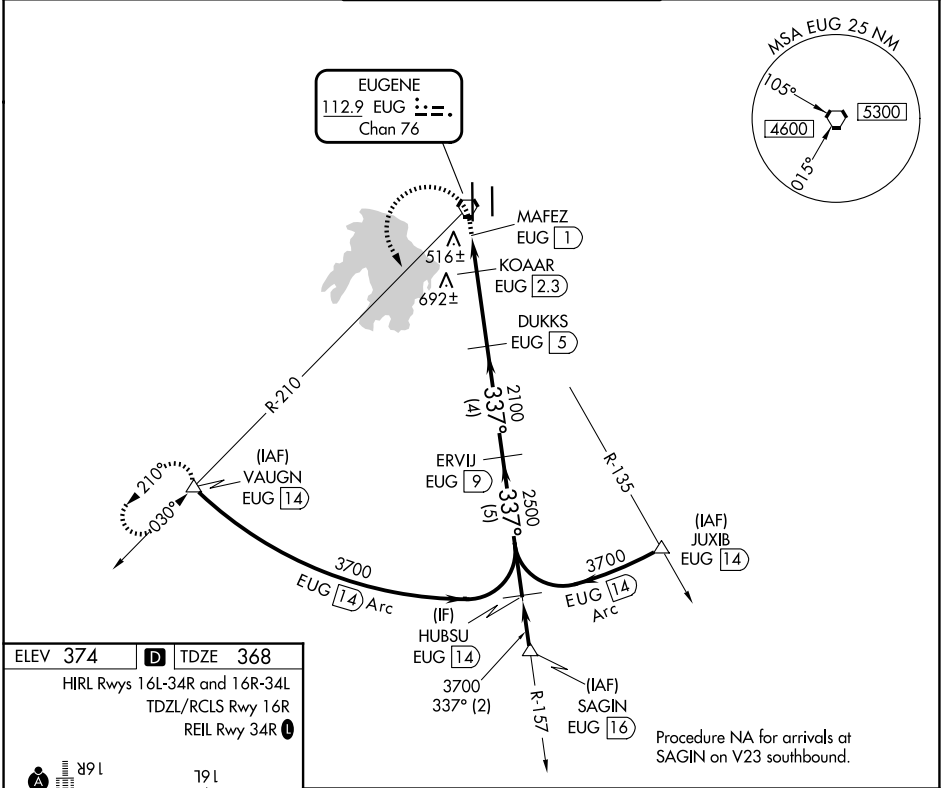 MSA EUG 25 NM
105°
5300
4600
015°
EUGENE
112.9 EUG
Chan 76
MAFEZ
EUG 1
516±
KOAAR
EUG 2.3
692±
DUKKS
EUG 5
R-210
2100
337°
(4)
(IAF)
VAUGN
EUG 14
210°
030°
ERVIJ
EUG 9
2500
337°
(5)
R-135
(IAF)
JUXIB
EUG 14
3700
EUG 14 Arc
3700
EUG 14
Arc
(IF)
HUBSU
EUG 14
3700
337° (2)
R-157
(IAF)
SAGIN
EUG 16
Procedure NA for arrivals at
SAGIN on V23 southbound.
ELEV 374 D TDZE 368
HIRL Rwys 16L-34R and 16R-34L
TDZL/RCLS Rwy 16R
REIL Rwy 34R L
A 16R 16L